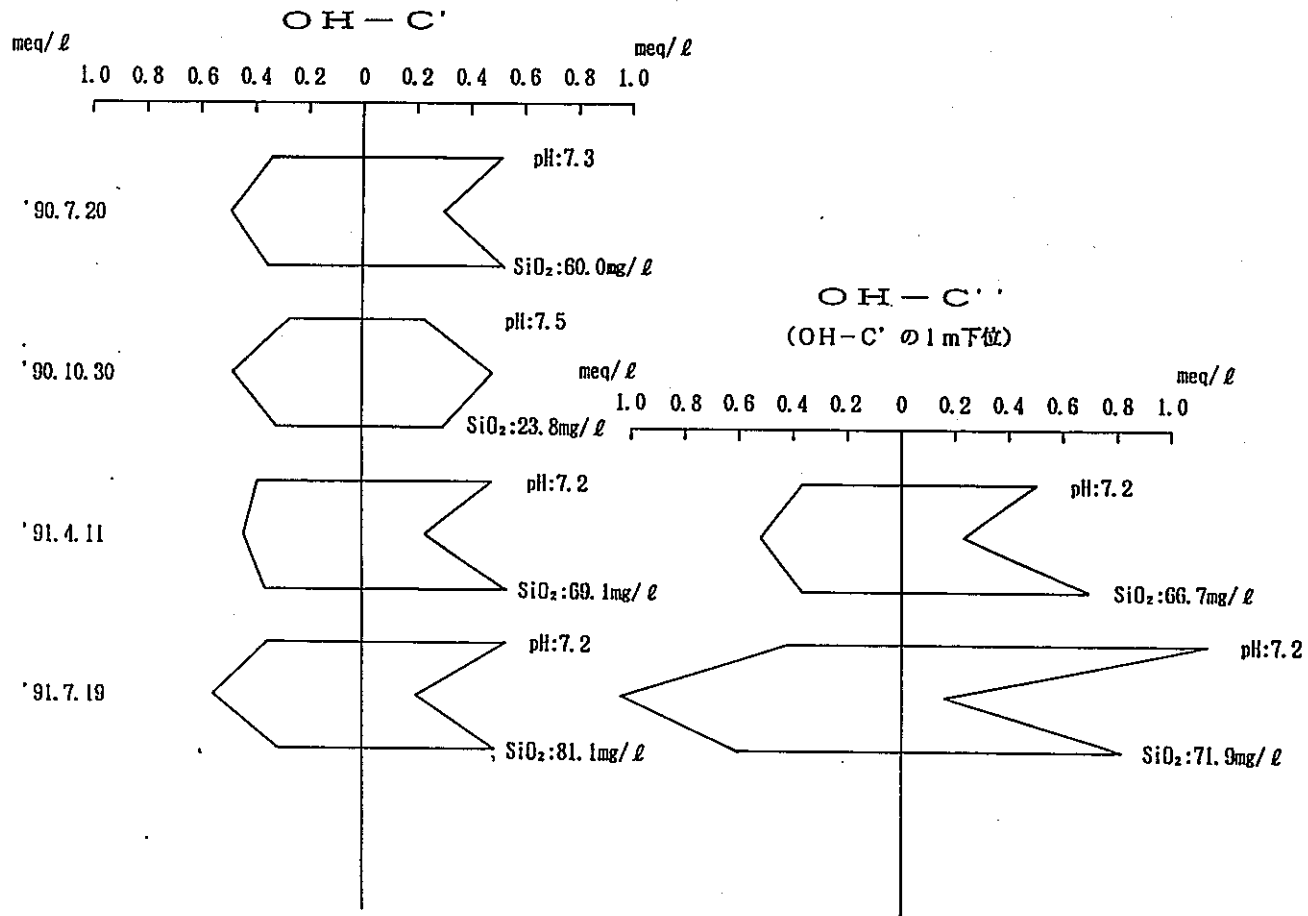 OH-C'
meq/ℓ meq/ℓ
1.0 0.8 0.6 0.4 0.2 0 0.2 0.4 0.6 0.8 1.0
pH:7.3
'90.7.20
SiO₂:60.0mg/ℓ
pH:7.5
'90.10.30
SiO₂:23.8mg/ℓ
pH:7.2
'91.4.11
SiO₂:69.1mg/ℓ
pH:7.2
'91.7.19
SiO₂:81.1mg/ℓ
OH-C''
(OH-C' の1m下位)
meq/ℓ meq/ℓ
1.0 0.8 0.6 0.4 0.2 0 0.2 0.4 0.6 0.8 1.0
pH:7.2
SiO₂:66.7mg/ℓ
pH:7.2
SiO₂:71.9mg/ℓ